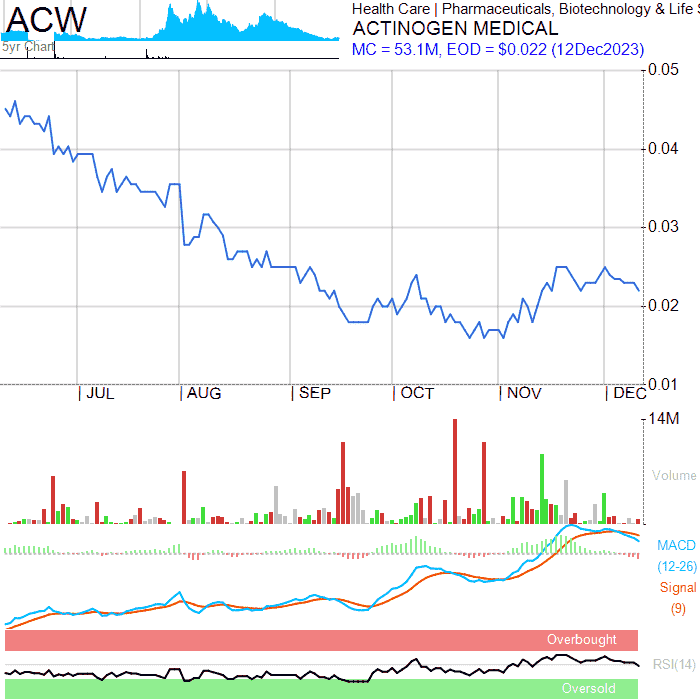 ACW
5yr Chart
Health Care | Pharmaceuticals, Biotechnology & Life S
ACTINOGEN MEDICAL
MC = 53.1M, EOD = $0.022 (12Dec2023)
0.05
0.04
0.03
0.02
0.01
| JUL | AUG | SEP | OCT | NOV | DEC
14M
Volume
MACD
(12-26)
Signal
(9)
Overbought
RSI(14)
Oversold